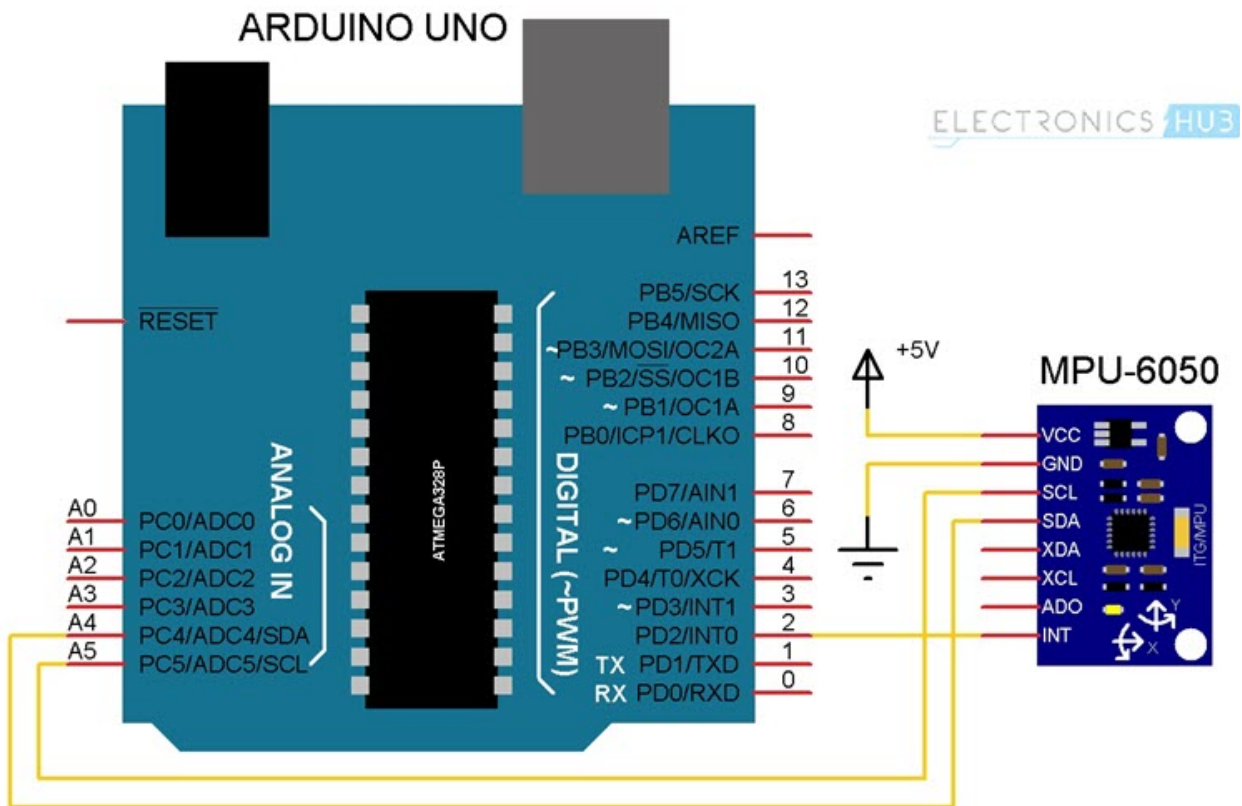 ARDUINO UNO
ELECTRONICS HUB
AREF
13
PB5/SCK
12
RESET
PB4/MISO
11
~PB3/MOSI/OC2A
10
~ PB2/SS/OC1B
9
~ PB1/OC1A
8
PB0/ICP1/CLKO
+5V
MPU-6050
VCC
GND
SCL
SDA
XDA
XCL
ADO
INT
ITG/MPU
Y
X
ANALOG IN
ATMEGA328P
DIGITAL (~PWM)
7
PD7/AIN1
6
~PD6/AIN0
5
~ PD5/T1
4
PD4/T0/XCK
3
~PD3/INT1
2
PD2/INT0
1
TX PD1/TXD
0
RX PD0/RXD
A0
PC0/ADC0
A1
PC1/ADC1
A2
PC2/ADC2
A3
PC3/ADC3
A4
PC4/ADC4/SDA
A5
PC5/ADC5/SCL